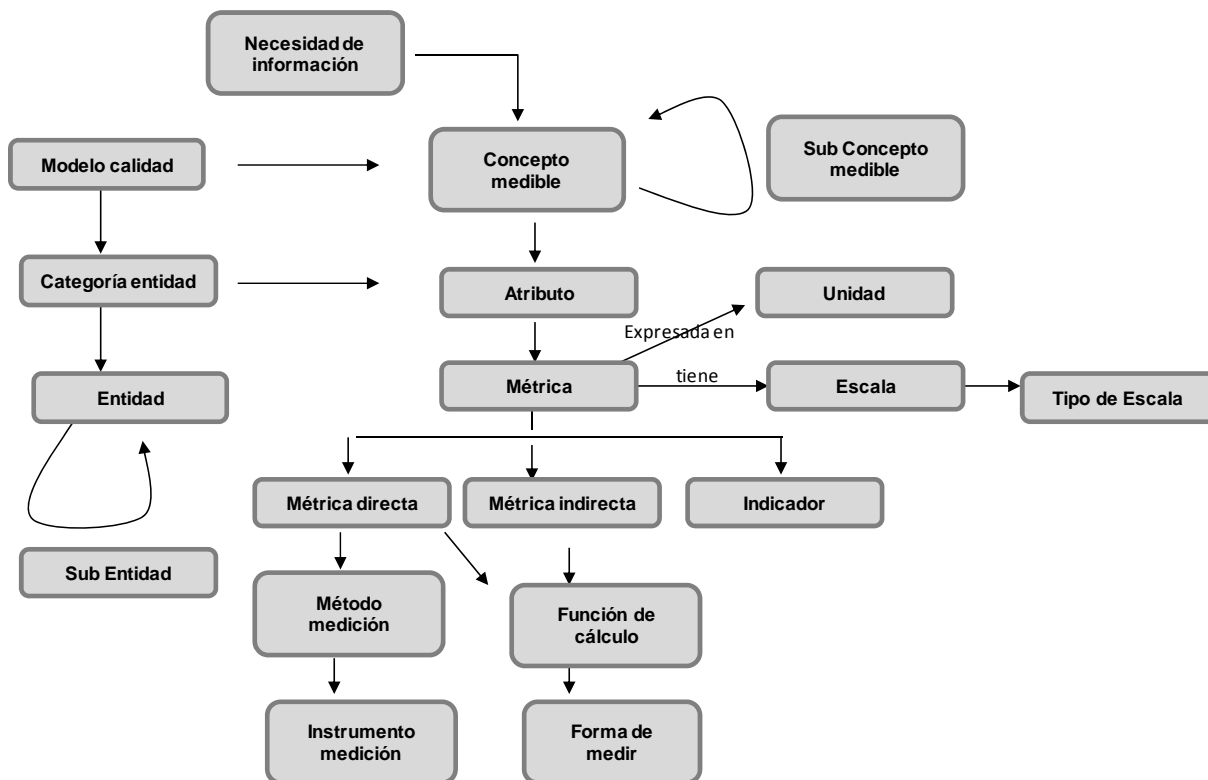 Necesidad de
información
Modelo calidad
Concepto
medible
Sub Concepto
medible
Categoría entidad
Atributo
Unidad
Expresada en
Entidad
Métrica
tiene
Escala
Tipo de Escala
Métrica directa
Métrica indirecta
Indicador
Sub Entidad
Método
medición
Función de
cálculo
Instrumento
medición
Forma de
medir